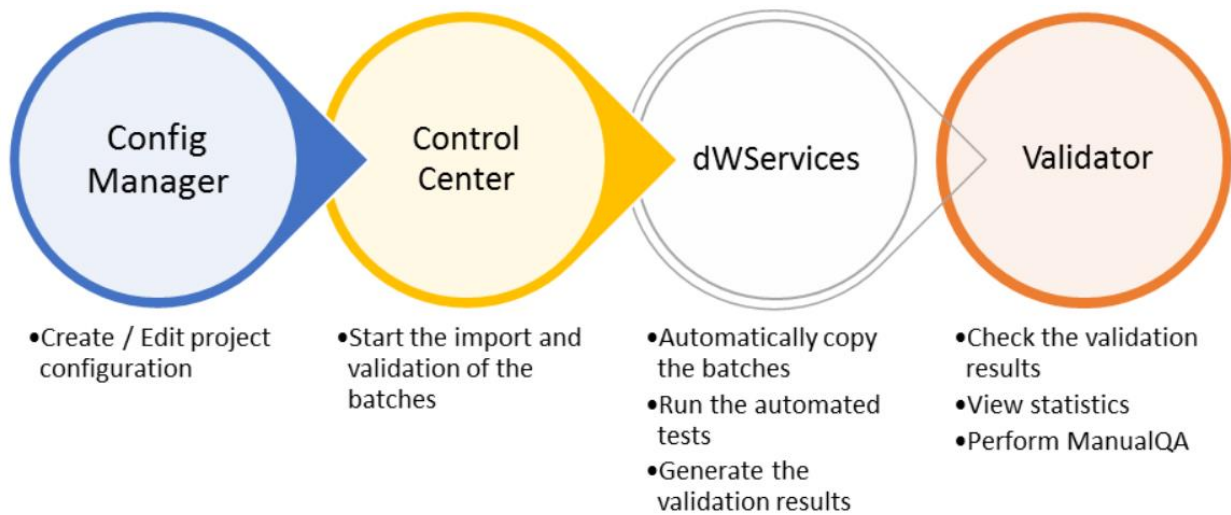 Config
Manager
Control
Center
dWServices
Validator
•Create / Edit project
configuration
•Start the import and
validation of the
batches
•Automatically copy
the batches
•Run the automated
tests
•Generate the
validation results
•Check the validation
results
•View statistics
•Perform ManualQA